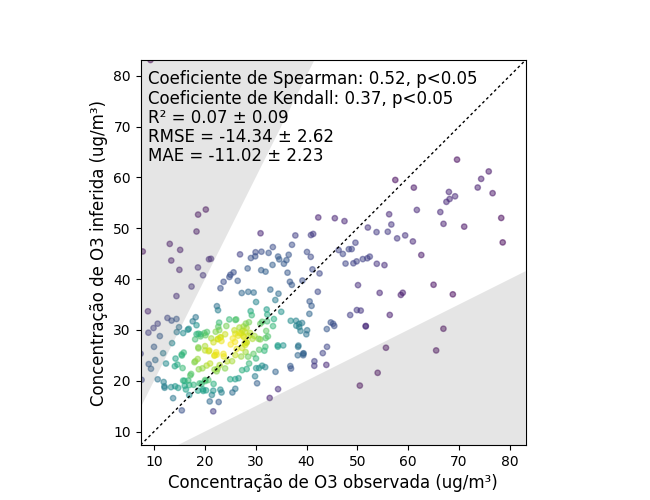 Coeficiente de Spearman: 0.52, p<0.05
Coeficiente de Kendall: 0.37, p<0.05
R² = 0.07 ± 0.09
RMSE = -14.34 ± 2.62
MAE = -11.02 ± 2.23
Concentração de O3 inferida (ug/m³)
80
70
60
50
40
30
20
10
10 20 30 40 50 60 70 80
Concentração de O3 observada (ug/m³)